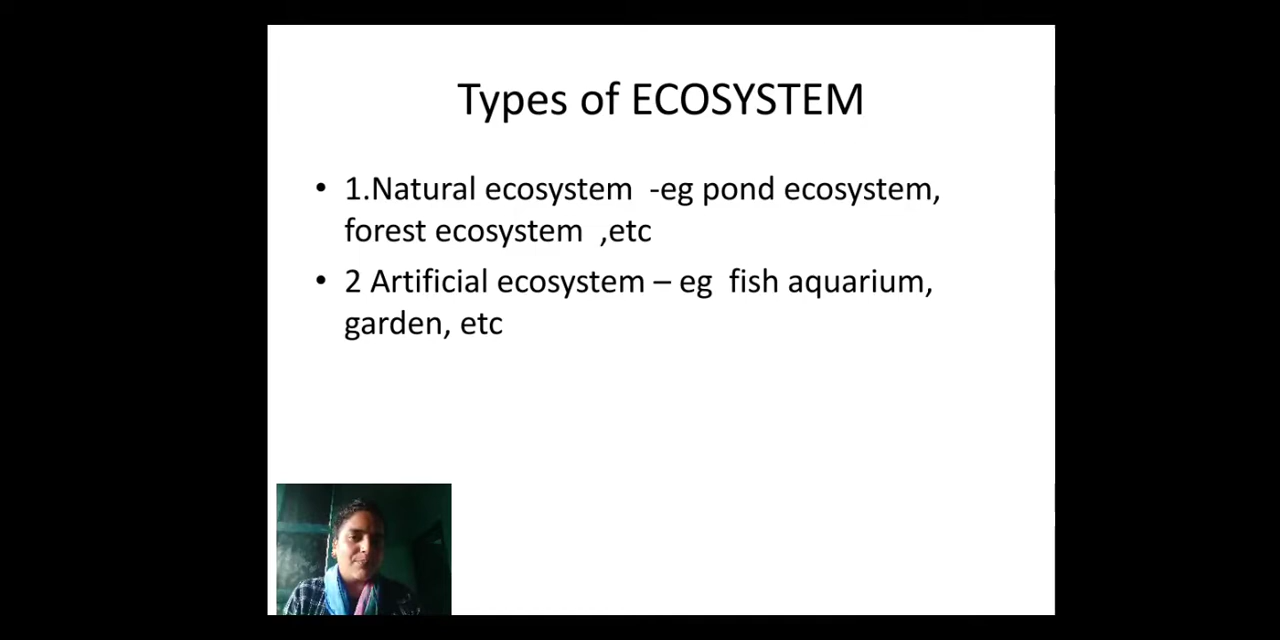 Types of ECOSYSTEM
• 1.Natural ecosystem  -eg pond ecosystem,
forest ecosystem  ,etc
• 2 Artificial ecosystem – eg  fish aquarium,
garden, etc